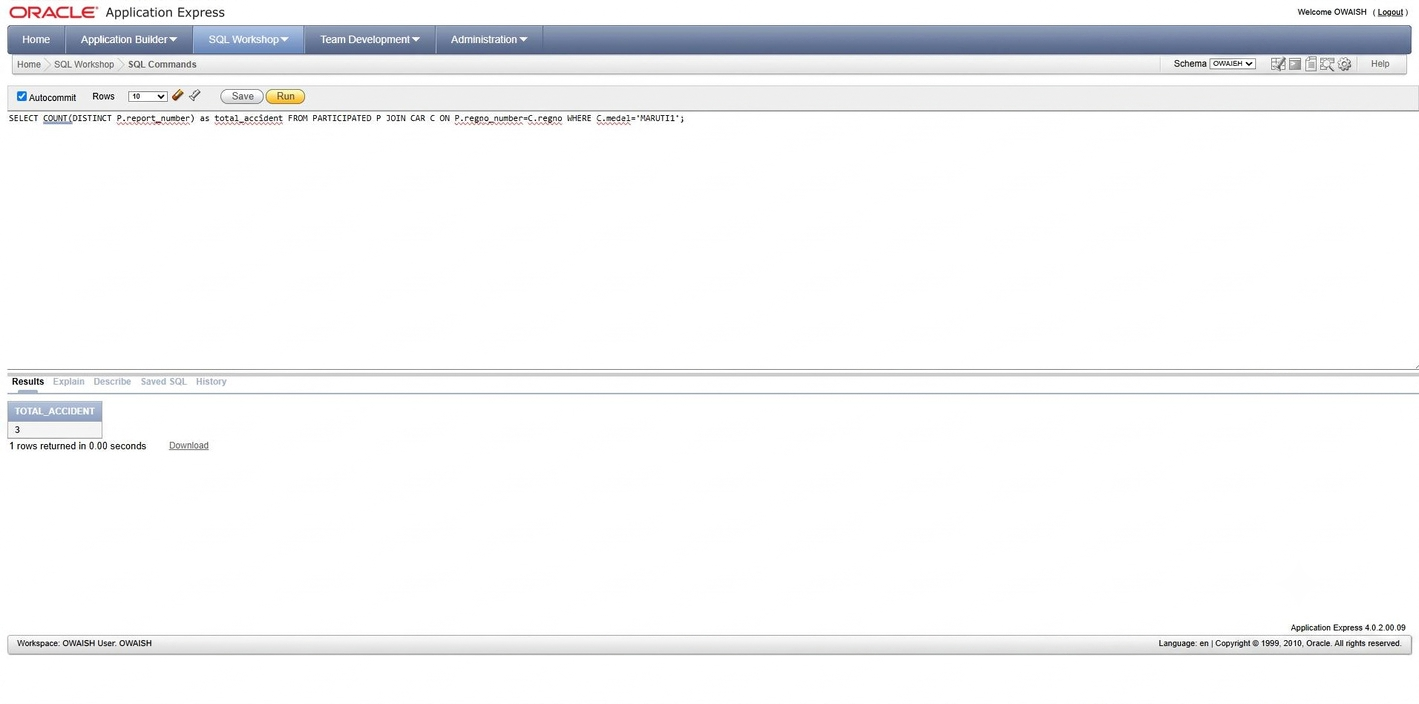 ORACLE® Application Express
Welcome OWAISH ( Logout )
Home Application Builder SQL Workshop Team Development Administration
Home SQL Workshop SQL Commands
Schema OWAISH Help
Autocommit Rows 10 Save Run
SELECT COUNT(DISTINCT P.report_number) as total_accident FROM PARTICIPATED P JOIN CAR C ON P.regno_number=C.regno WHERE C.medel='MARUTI1';
Results Explain Describe Saved SQL History
TOTAL_ACCIDENT
3
1 rows returned in 0.00 seconds Download
Application Express 4.0.2.00.09
Workspace: OWAISH User: OWAISH
Language: en | Copyright © 1999, 2010, Oracle. All rights reserved.